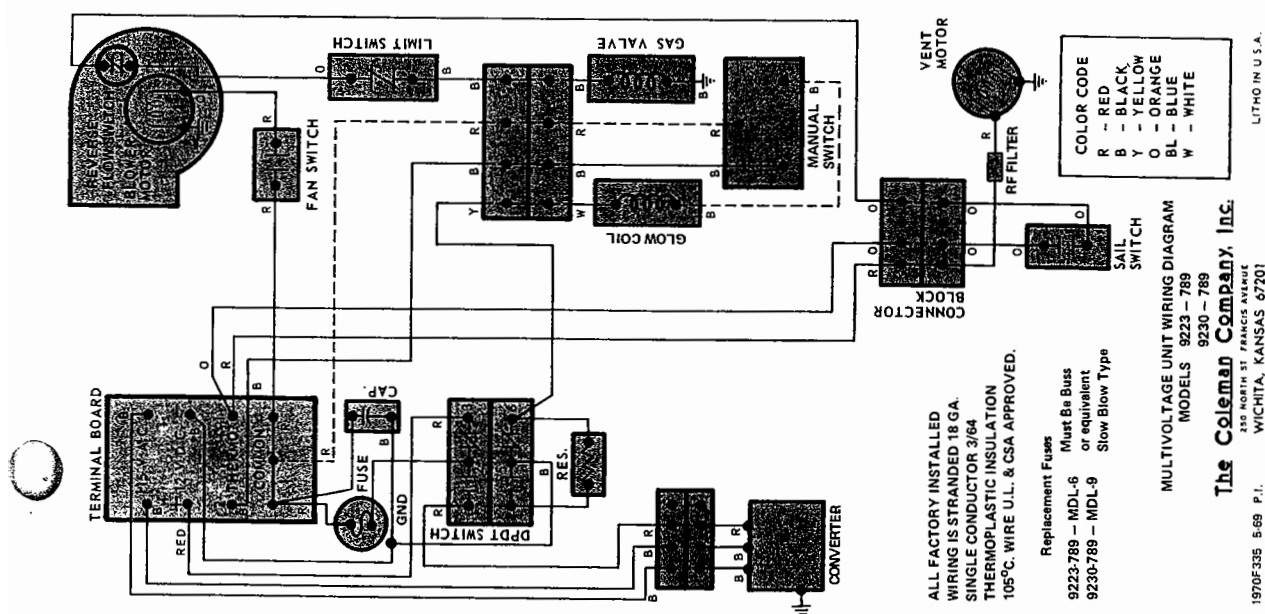 TERMINAL BOARD
115 V.A.C.
12 V.D.C.
THERMO.
COMMON
B
RED
R
R
O
R
B
REVERSE
FLOW SWITCH
BLOWER
MOTOR
FAN SWITCH
R
R
LIMIT SWITCH
O
B
GAS VALVE
B
B
B
R
R
B
B
Y
W
GLOW COIL
B
MANUAL
SWITCH
B
CAP.
B
FUSE
GND
DPDT SWITCH
R
R
B
RES.
B
R
B
B
R
B
B
CONVERTER
CONNECTOR
BLOCK
R
O
O
O
O
O
O
SAIL
SWITCH
R
RF FILTER
VENT
MOTOR
COLOR CODE
R – RED
B – BLACK
Y – YELLOW
O – ORANGE
BL – BLUE
W – WHITE
ALL FACTORY INSTALLED
WIRING IS STRANDED 18 GA.
SINGLE CONDUCTOR 3/64
THERMOPLASTIC INSULATION
105°C. WIRE U.L. & CSA APPROVED.
Replacement Fuses
9223-789 – MDL-6
9230-789 – MDL-9
Must Be Buss
or equivalent
Slow Blow Type
MULTIVOLTAGE UNIT WIRING DIAGRAM
MODELS 9223 – 789
9230 – 789
The Coleman Company, Inc.
250 NORTH ST FRANCIS AVENUE
WICHITA, KANSAS 67201
1970F335 5-69 P.I.
LITHO IN U.S.A.